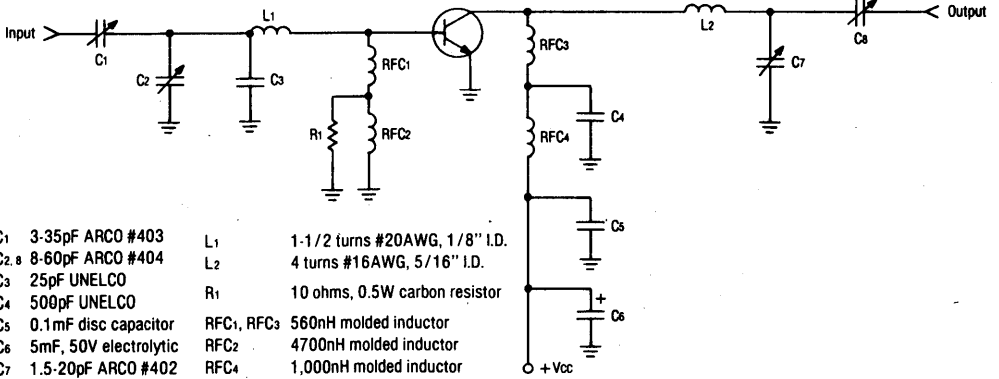 Input
C1
C2
C3
L1
RFC1
R1
RFC2
RFC3
C4
RFC4
C5
+
C6
+ Vcc
L2
C7
C8
Output
C1 3-35pF ARCO #403
C2, 8 8-60pF ARCO #404
C3 25pF UNELCO
C4 500pF UNELCO
C5 0.1mF disc capacitor
C6 5mF, 50V electrolytic
C7 1.5-20pF ARCO #402
L1 1-1/2 turns #20AWG, 1/8" I.D.
L2 4 turns #16AWG, 5/16" I.D.
R1 10 ohms, 0.5W carbon resistor
RFC1, RFC3 560nH molded inductor
RFC2 4700nH molded inductor
RFC4 1,000nH molded inductor